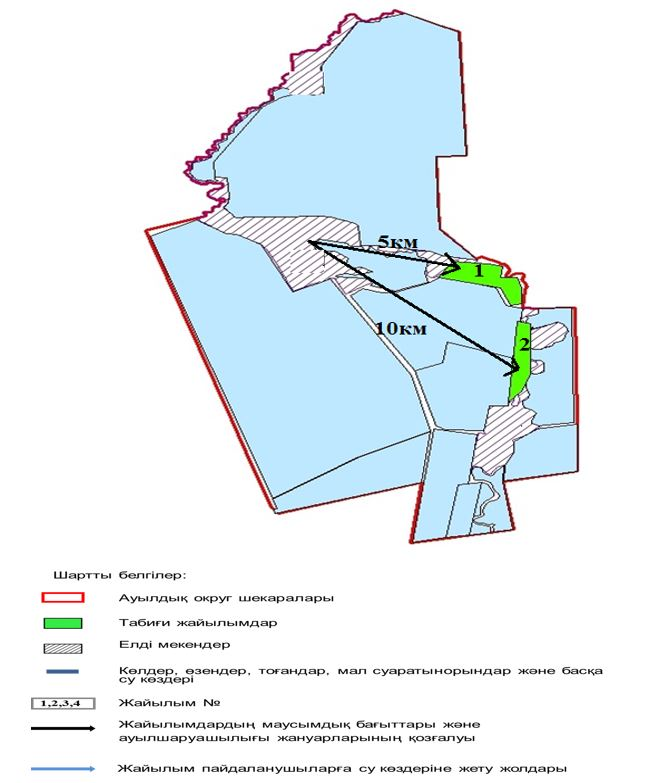 5км
1
10км
2
Шартты белгілер:
Ауылдық округ шекаралары
Табиғи жайылымдар
Елді мекендер
Көлдер, өзендер, тоғандар, мал суаратынорындар және басқа
су көздері
1,2,3,4 Жайылым №
Жайылымдардың маусымдық бағыттары және
ауылшаруашылығы жануарларының қозғалуы
Жайылым пайдаланушыларға су көздеріне жету жолдары